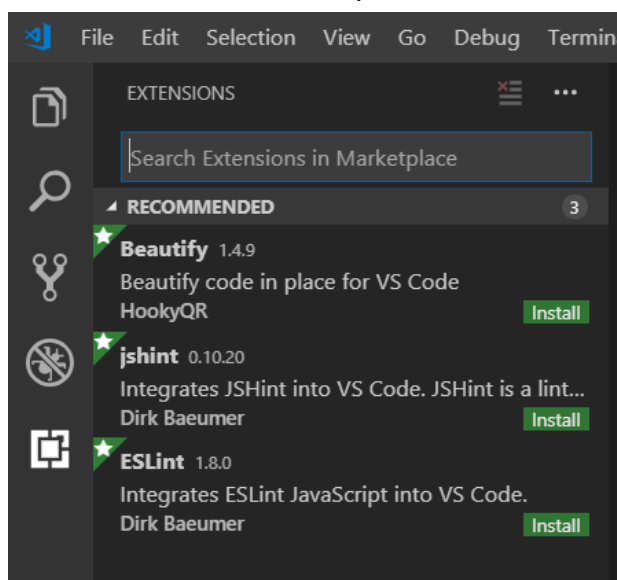 File Edit Selection View Go Debug Termin
EXTENSIONS
Search Extensions in Marketplace
RECOMMENDED 3
Beautify 1.4.9
Beautify code in place for VS Code
HookyQR Install
jshint 0.10.20
Integrates JSHint into VS Code. JSHint is a lint...
Dirk Baeumer Install
ESLint 1.8.0
Integrates ESLint JavaScript into VS Code.
Dirk Baeumer Install